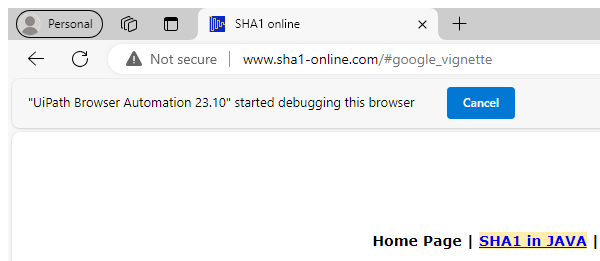 Personal
SHA1 online
Not secure
www.sha1-online.com/#google_vignette
"UiPath Browser Automation 23.10" started debugging this browser
Cancel
Home Page | SHA1 in JAVA |